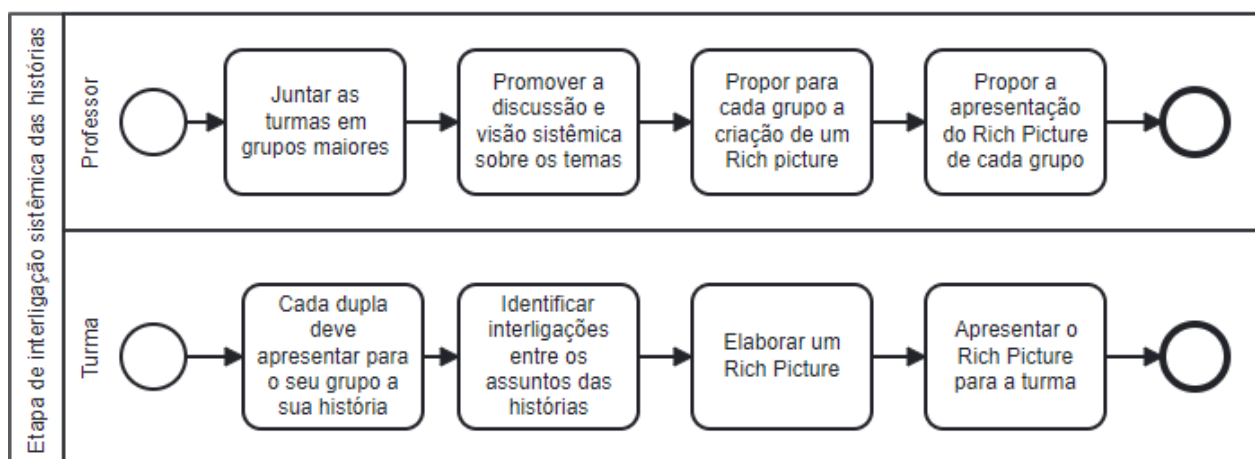 Etapa de interligação sistêmica das histórias
Professor
Juntar as
turmas em
grupos maiores
Promover a
discussão e
visão sistêmica
sobre os temas
Propor para
cada grupo a
criação de um
Rich picture
Propor a
apresentação
do Rich Picture
de cada grupo
Turma
Cada dupla
deve
apresentar para
o seu grupo a
sua história
Identificar
interligações
entre os
assuntos das
histórias
Elaborar um
Rich Picture
Apresentar o
Rich Picture
para a turma